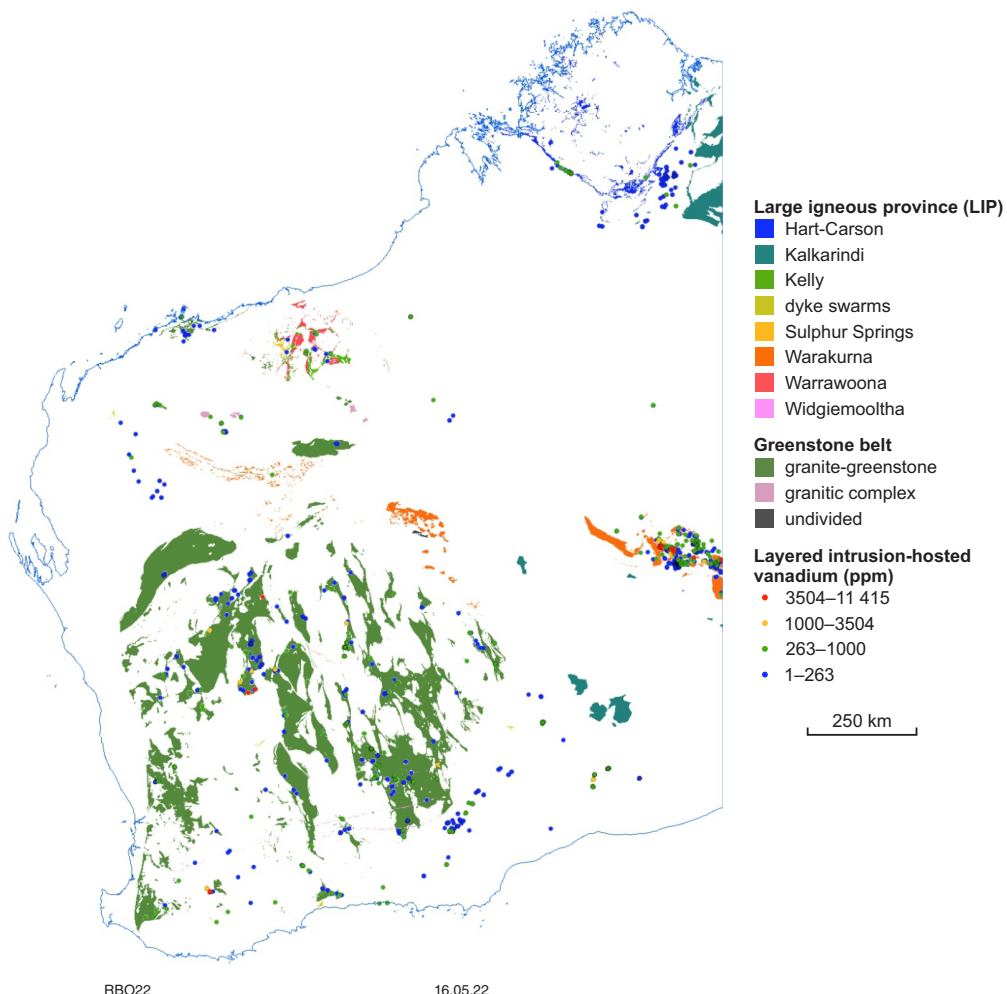 Large igneous province (LIP)
Hart-Carson
Kalkarindi
Kelly
dyke swarms
Sulphur Springs
Warakurna
Warrawoona
Widgiemooltha
Greenstone belt
granite-greenstone
granitic complex
undivided
Layered intrusion-hosted
vanadium (ppm)
3504–11 415
1000–3504
263–1000
1–263
250 km
RBO22
16.05.22